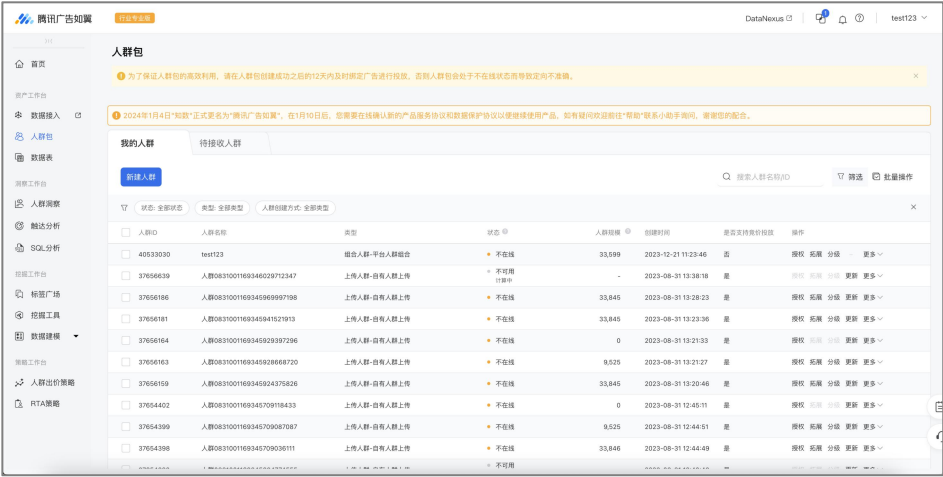 腾讯广告如翼 行业专业版 DataNexus test123
首页
资产工作台
数据接入
人群包
数据表
洞察工作台
人群洞察
触达分析
SQL分析
挖掘工作台
标签广场
挖掘工具
数据建模
策略工作台
人群出价策略
RTA策略
人群包
为了保证人群包的高效利用，请在人群包创建成功之后的12天内及时绑定广告进行投放，否则人群包会处于不在线状态而导致定向不准确。
2024年1月4日“知数”正式更名为“腾讯广告如翼”，在1月10日后，您需要在线确认新的产品服务协议和数据保护协议以便继续使用产品，如有疑问欢迎前往“帮助”联系小助手询问，谢谢您的配合。
我的人群 待接收人群
新建人群 搜索人群名称/ID 筛选 批量操作
状态: 全部状态 类型: 全部类型 人群创建方式: 全部类型
人群ID 人群名称 类型 状态 人群规模 创建时间 是否支持竞价投放 操作
40533030 test123 组合人群-平台人群组合 不在线 33,599 2023-12-21 11:23:46 否 授权 拓展 分级 - 更多
37656639 人群0831001169346029712347 上传人群-自有人群上传 不可用 - 2023-08-31 13:38:18 是 授权 拓展 分级 更新 更多
计算中
37656186 人群0831001169345969997198 上传人群-自有人群上传 不在线 33,845 2023-08-31 13:28:23 是 授权 拓展 分级 更新 更多
37656181 人群0831001169345941521913 上传人群-自有人群上传 不在线 33,845 2023-08-31 13:23:36 是 授权 拓展 分级 更新 更多
37656164 人群0831001169345929397296 上传人群-自有人群上传 不在线 0 2023-08-31 13:21:33 是 授权 拓展 分级 更新 更多
37656163 人群0831001169345928668720 上传人群-自有人群上传 不在线 9,525 2023-08-31 13:21:27 是 授权 拓展 分级 更新 更多
37656159 人群0831001169345924375826 上传人群-自有人群上传 不在线 33,845 2023-08-31 13:20:46 是 授权 拓展 分级 更新 更多
37654402 人群0831001169345709118433 上传人群-自有人群上传 不在线 0 2023-08-31 12:45:11 是 授权 拓展 分级 更新 更多
37654399 人群0831001169345709087087 上传人群-自有人群上传 不在线 9,525 2023-08-31 12:44:51 是 授权 拓展 分级 更新 更多
37654398 人群0831001169345709036111 上传人群-自有人群上传 不在线 33,846 2023-08-31 12:44:49 是 授权 拓展 分级 更新 更多
不可用